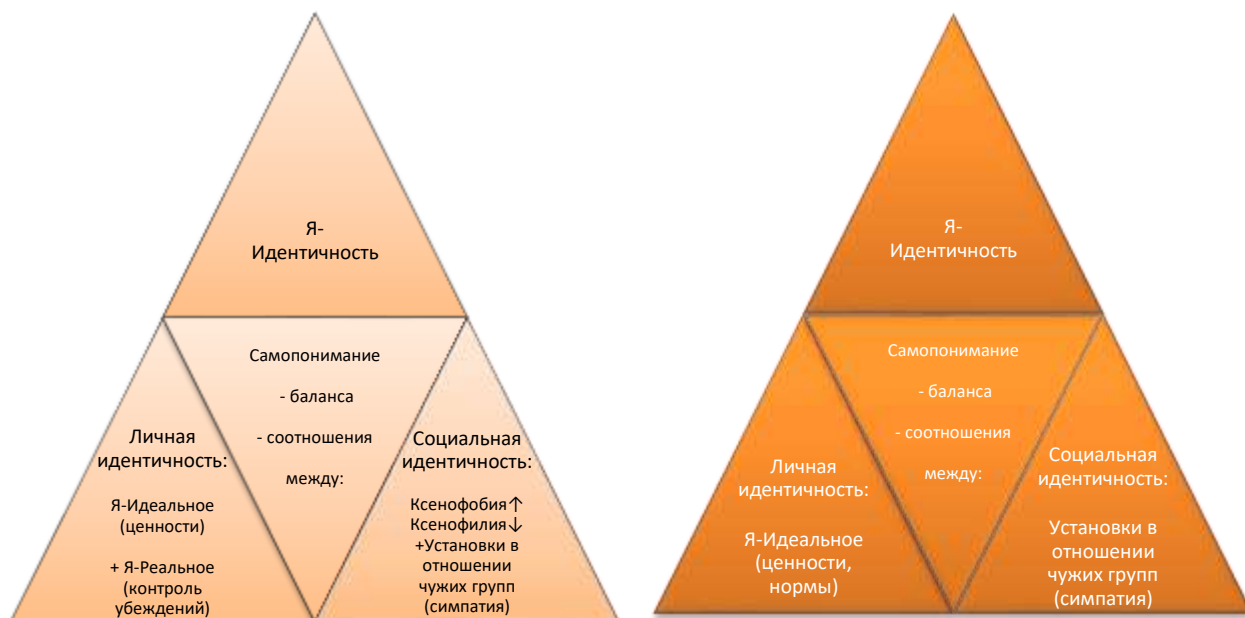 Я-
Идентичность
Самопонимание
- баланса
- соотношения
между:
Личная
идентичность:
Я-Идеальное
(ценности)
+ Я-Реальное
(контроль
убеждений)
Социальная
идентичность:
Ксенофобия↑
Ксенофилия↓
+Установки в
отношении
чужих групп
(симпатия)
Я-
Идентичность
Самопонимание
- баланса
- соотношения
между:
Личная
идентичность:
Я-Идеальное
(ценности,
нормы)
Социальная
идентичность:
Установки в
отношении
чужих групп
(симпатия)